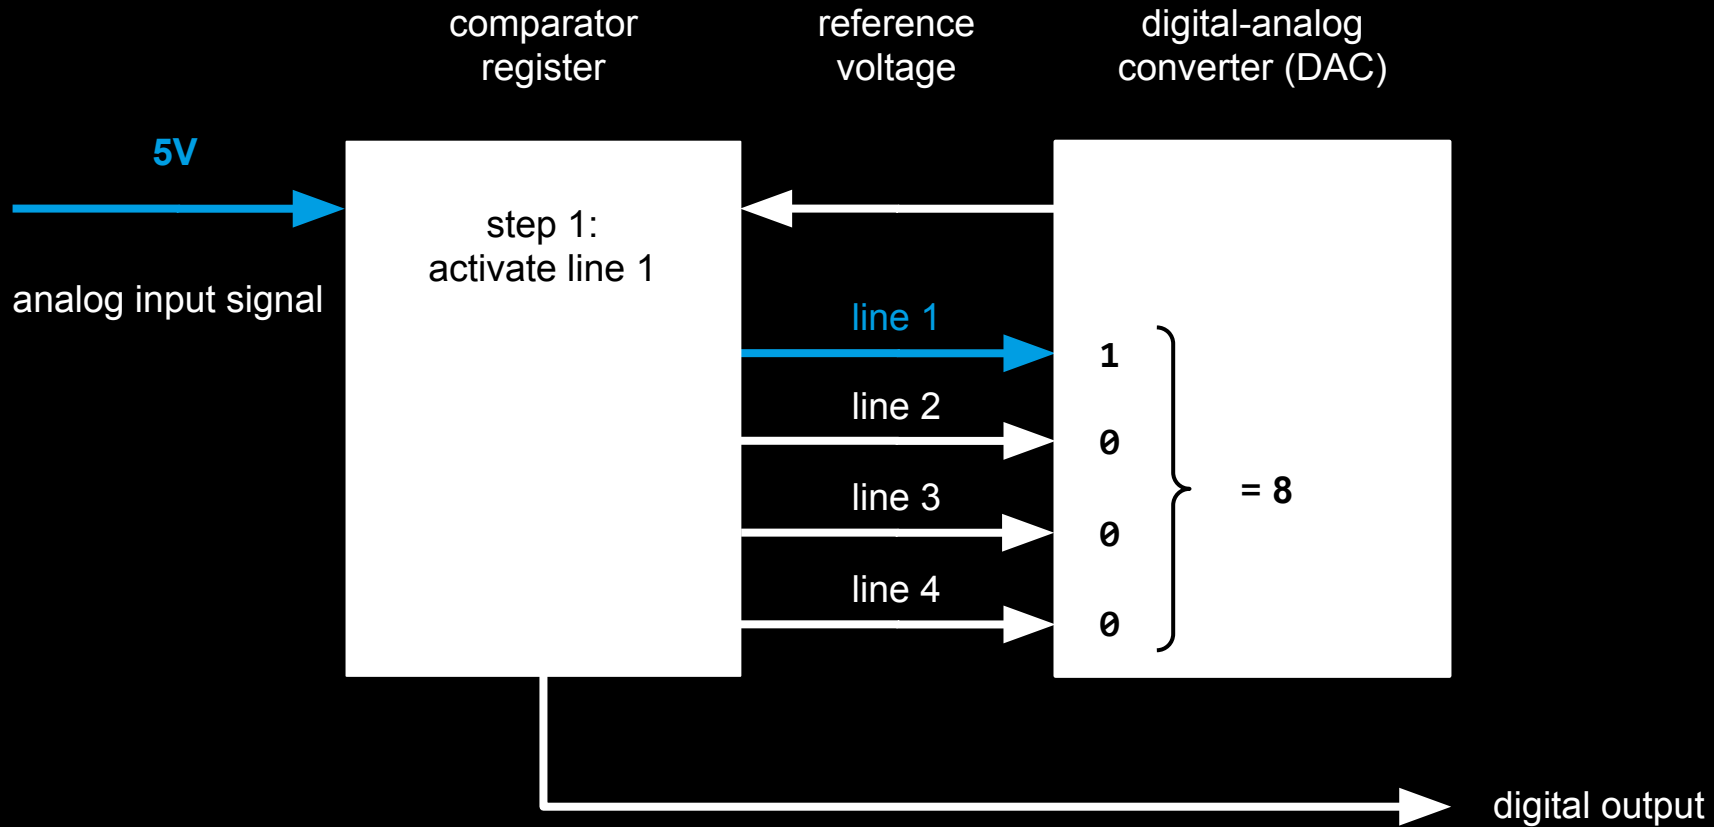 comparator
register
reference
voltage
digital-analog
converter (DAC)
5V
analog input signal
step 1:
activate line 1
line 1
line 2
line 3
line 4
1
0
0
0
= 8
digital output